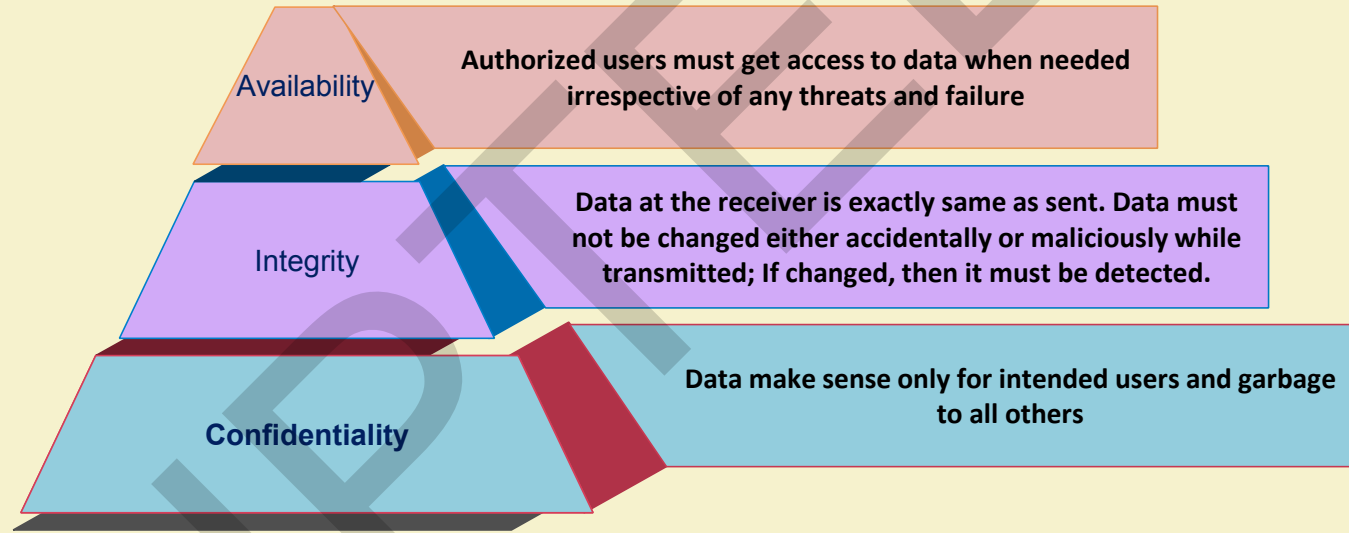 Availability
Authorized users must get access to data when needed
irrespective of any threats and failure
Integrity
Data at the receiver is exactly same as sent. Data must
not be changed either accidentally or maliciously while
transmitted; If changed, then it must be detected.
Confidentiality
Data make sense only for intended users and garbage
to all others